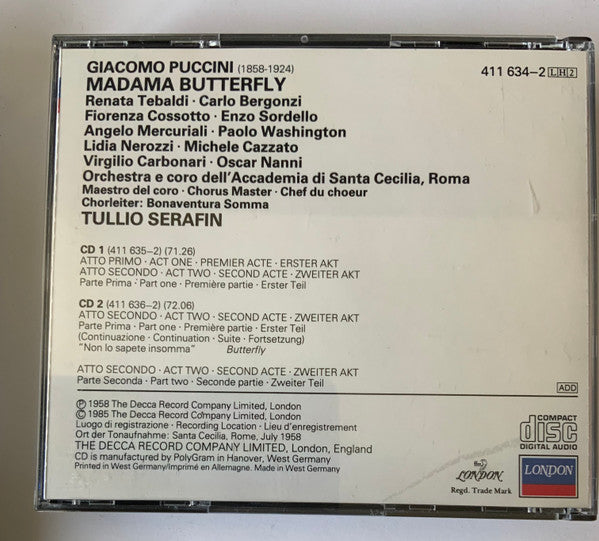 GIACOMO PUCCINI (1858-1924)
411 634-2 LH2
MADAMA BUTTERFLY
Renata Tebaldi · Carlo Bergonzi
Fiorenza Cossotto · Enzo Sordello
Angelo Mercuriali · Paolo Washington
Lidia Nerozzi · Michele Cazzato
Virgilio Carbonari · Oscar Nanni
Orchestra e coro dell'Accademia di Santa Cecilia, Roma
Maestro del coro · Chorus Master · Chef du choeur
Chorleiter: Bonaventura Somma
TULLIO SERAFIN
CD 1 (411 635-2) (71.26)
ATTO PRIMO · ACT ONE · PREMIER ACTE · ERSTER AKT
ATTO SECONDO · ACT TWO · SECOND ACTE · ZWEITER AKT
Parte Prima · Part one · Première partie · Erster Teil
CD 2 (411 636-2) (72.06)
ATTO SECONDO · ACT TWO · SECOND ACTE · ZWEITER AKT
Parte Prima · Part one · Première partie · Erster Teil
(Continuazione · Continuation · Suite · Fortsetzung)
"Non lo sapete insomma" Butterfly
ATTO SECONDO · ACT TWO · SECOND ACTE · ZWEITER AKT
Parte Seconda · Part two · Seconde partie · Zweiter Teil
ADD
Ⓟ 1958 The Decca Record Company Limited, London
© 1985 The Decca Record Company Limited, London
Luogo di registrazione · Recording Location · Lieu d'enregistrement
Ort der Tonaufnahme: Santa Cecilia, Rome, July 1958
THE DECCA RECORD COMPANY LIMITED, London, England
CD is manufactured by PolyGram in Hanover, West Germany
Printed in West Germany/Imprimé en Allemagne. Made in West Germany
COMPACT
disc
DIGITAL AUDIO
the
LONDON
Regd. Trade Mark
LONDON